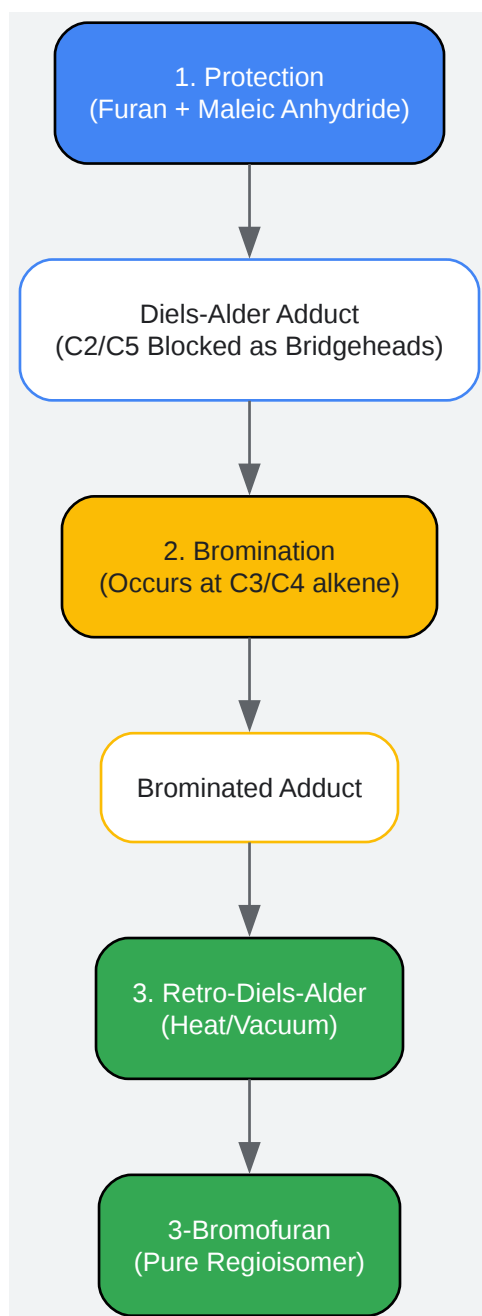 1. Protection
(Furan + Maleic Anhydride)
Diels-Alder Adduct
(C2/C5 Blocked as Bridgeheads)
2. Bromination
(Occurs at C3/C4 alkene)
Brominated Adduct
3. Retro-Diels-Alder
(Heat/Vacuum)
3-Bromofuran
(Pure Regioisomer)